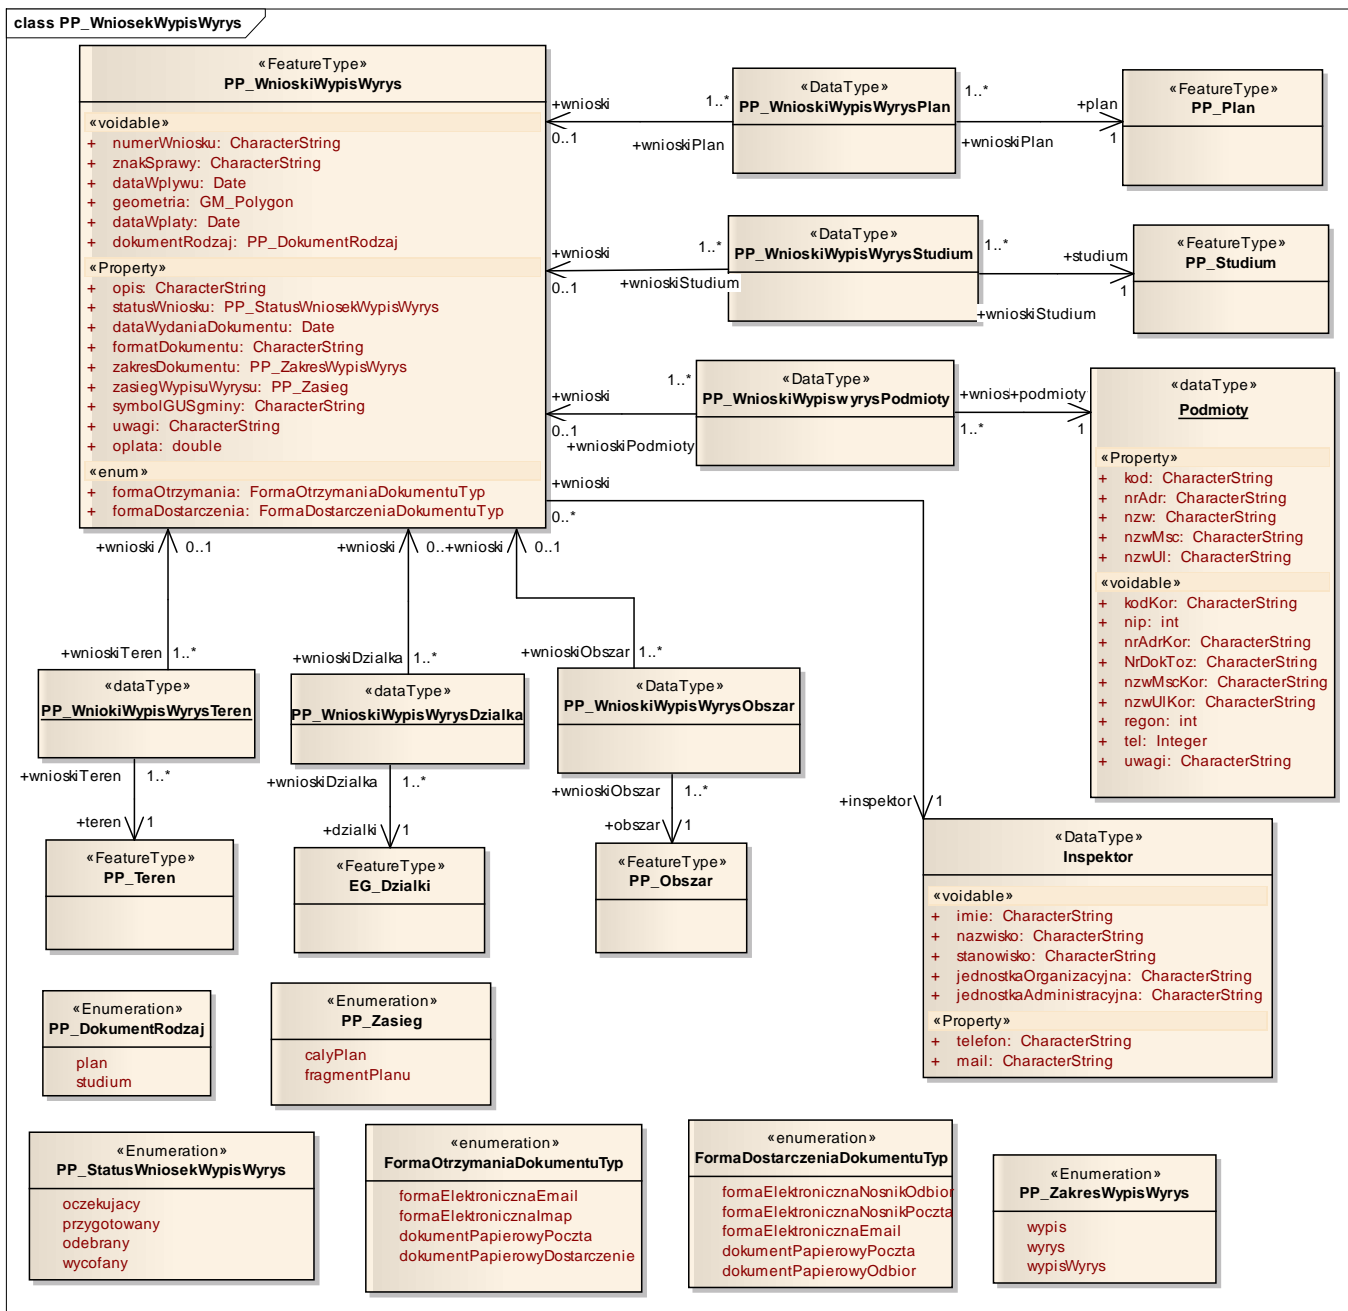 class PP_WniosekWypisWyrys
«FeatureType»
PP_WnioskiWypisWyrys
«voidable»
+ numerWniosku: CharacterString
+ znakSprawy: CharacterString
+ dataWplywu: Date
+ geometria: GM_Polygon
+ dataWplaty: Date
+ dokumentRodzaj: PP_DokumentRodzaj
«Property»
+ opis: CharacterString
+ statusWniosku: PP_StatusWniosekWypisWyrys
+ dataWydaniaDokumentu: Date
+ formatDokumentu: CharacterString
+ zakresDokumentu: PP_ZakresWypisWyrys
+ zasiegWypisuWyrysu: PP_Zasieg
+ symbolGUSgminy: CharacterString
+ uwagi: CharacterString
+ oplata: double
«enum»
+ formaOtrzymania: FormaOtrzymaniaDokumentuTyp
+ formaDostarczenia: FormaDostarczeniaDokumentuTyp
+wnioski
0..1
1..*
+wnioskiPlan
«DataType»
PP_WnioskiWypisWyrysPlan
1..*
+wnioskiPlan
+plan
1
«FeatureType»
PP_Plan
+wnioski
0..1
1..*
+wnioskiStudium
«DataType»
PP_WnioskiWypisWyrysStudium
1..*
+wnioskiStudium
+studium
1
«FeatureType»
PP_Studium
+wnioski
0..1
1..*
+wnioskiPodmioty
«DataType»
PP_WnioskiWypiswyrysPodmioty
+wnios+podmioty
1..*
1
«dataType»
Podmioty
«Property»
+ kod: CharacterString
+ nrAdr: CharacterString
+ nzw: CharacterString
+ nzwMsc: CharacterString
+ nzwUl: CharacterString
«voidable»
+ kodKor: CharacterString
+ nip: int
+ nrAdrKor: CharacterString
+ NrDokToz: CharacterString
+ nzwMscKor: CharacterString
+ nzwUlKor: CharacterString
+ regon: int
+ tel: Integer
+ uwagi: CharacterString
+wnioski
0..*
+inspektor
1
+wnioski 0..1
+wnioski 0..+wnioski 0..1
+wnioskiTeren 1..*
+wnioskiDzialka 1..*
+wnioskiObszar 1..*
«dataType»
PP_WniokiWypisWyrysTeren
«dataType»
PP_WnioskiWypisWyrysDzialka
«DataType»
PP_WnioskiWypisWyrysObszar
+wnioskiTeren 1..*
+wnioskiDzialka 1..*
+wnioskiObszar 1..*
+teren 1
+dzialki 1
+obszar 1
«FeatureType»
PP_Teren
«FeatureType»
EG_Dzialki
«FeatureType»
PP_Obszar
«DataType»
Inspektor
«voidable»
+ imie: CharacterString
+ nazwisko: CharacterString
+ stanowisko: CharacterString
+ jednostkaOrganizacyjna: CharacterString
+ jednostkaAdministracyjna: CharacterString
«Property»
+ telefon: CharacterString
+ mail: CharacterString
«Enumeration»
PP_DokumentRodzaj
plan
studium
«Enumeration»
PP_Zasieg
calyPlan
fragmentPlanu
«Enumeration»
PP_StatusWniosekWypisWyrys
oczekujacy
przygotowany
odebrany
wycofany
«enumeration»
FormaOtrzymaniaDokumentuTyp
formaElektronicznaEmail
formaElektronicznaImap
dokumentPapierowyPoczta
dokumentPapierowyDostarczenie
«enumeration»
FormaDostarczeniaDokumentuTyp
formaElektronicznaNosnikOdbior
formaElektronicznaNosnikPoczta
formaElektronicznaEmail
dokumentPapierowyPoczta
dokumentPapierowyOdbior
«Enumeration»
PP_ZakresWypisWyrys
wypis
wyrys
wypisWyrys